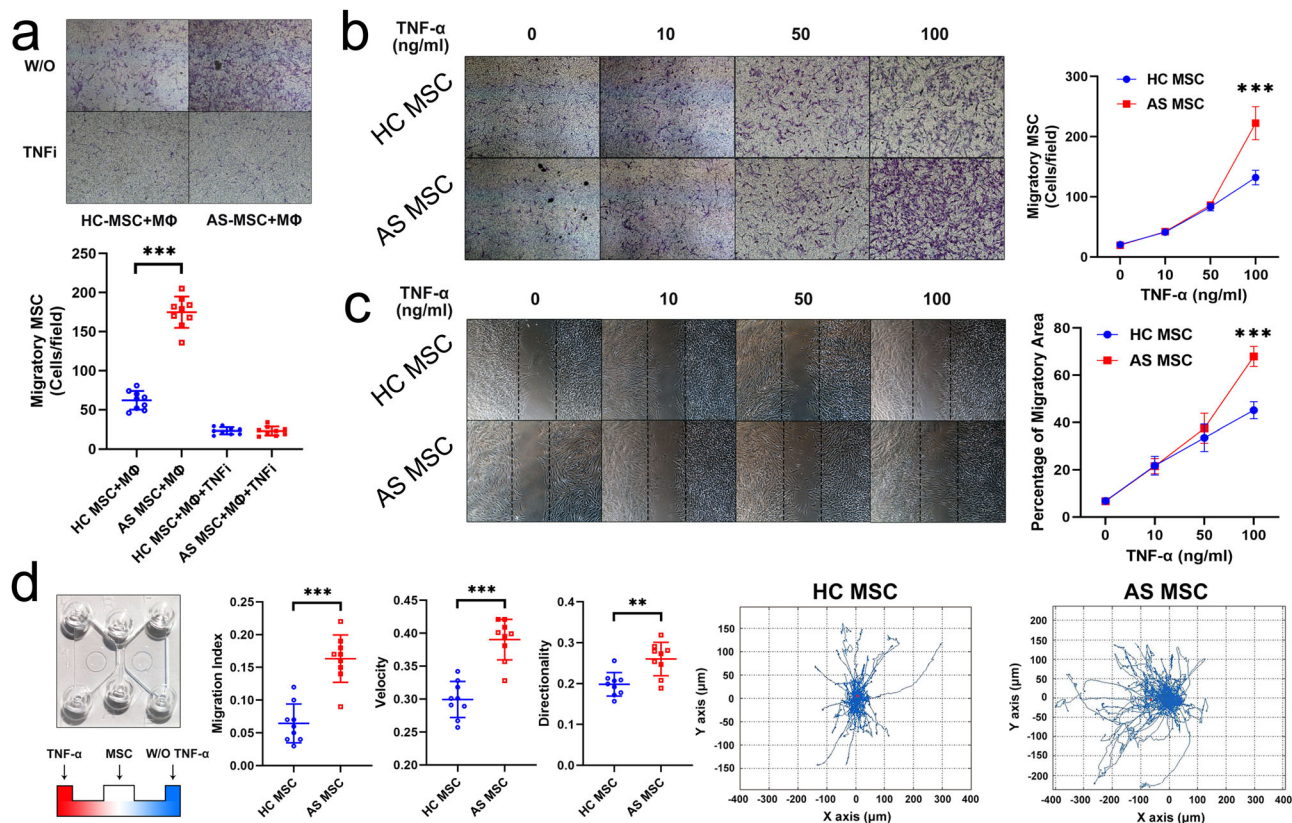 a
W/O
TNFi
HC-MSC+MΦ AS-MSC+MΦ
Migratory MSC
(Cells/field)
250
200
150
100
50
0
***
HC MSC+MΦ
AS MSC+MΦ
HC MSC+MΦ+TNFi
AS MSC+MΦ+TNFi
b
TNF-α
(ng/ml)
0 10 50 100
HC MSC
AS MSC
Migratory MSC
(Cells/field)
300
200
100
0
HC MSC
AS MSC
***
0 10 50 100
TNF-α (ng/ml)
c
TNF-α
(ng/ml)
0 10 50 100
HC MSC
AS MSC
Percentage of Migratory Area
80
60
40
20
0
HC MSC
AS MSC
***
0 10 50 100
TNF-α (ng/ml)
d
TNF-α MSC W/O TNF-α
Migration Index
0.25
0.20
0.15
0.10
0.05
0.00
***
HC MSC
AS MSC
Velocity
0.45
0.40
0.35
0.30
0.25
0.20
***
HC MSC
AS MSC
Directionality
0.4
0.3
0.2
0.1
0.0
**
HC MSC
AS MSC
HC MSC
Y axis (μm)
150
100
50
0
-50
-100
-150
-200
-400 -300 -200 -100 0 100 200 300 400
X axis (μm)
AS MSC
Y axis (μm)
200
150
100
50
0
-50
-100
-150
-200
-400 -300 -200 -100 0 100 200 300 400
X axis (μm)